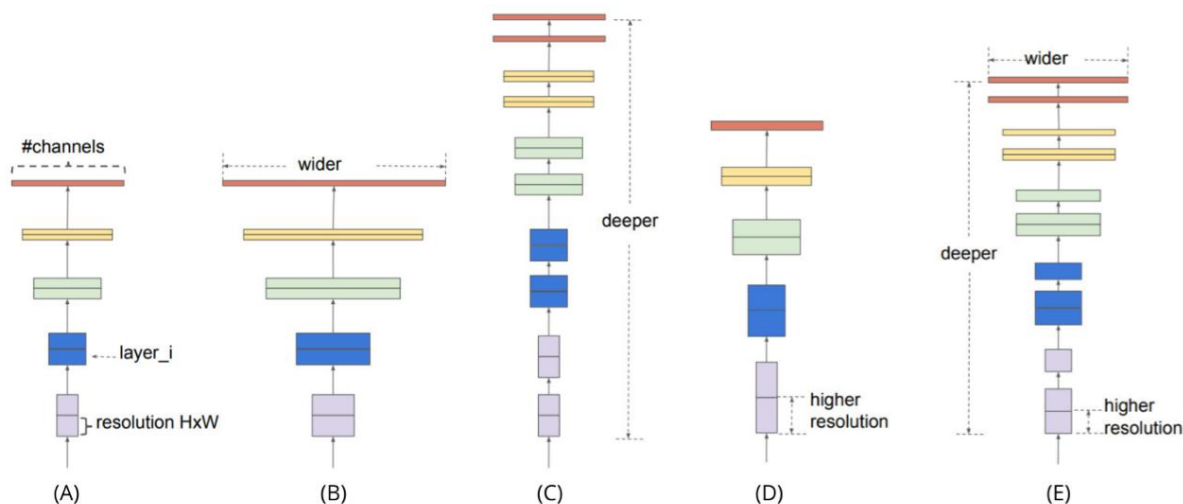 #channels
layer_i
resolution HxW
(A)
wider
(B)
deeper
(C)
higher
resolution
(D)
wider
deeper
higher
resolution
(E)